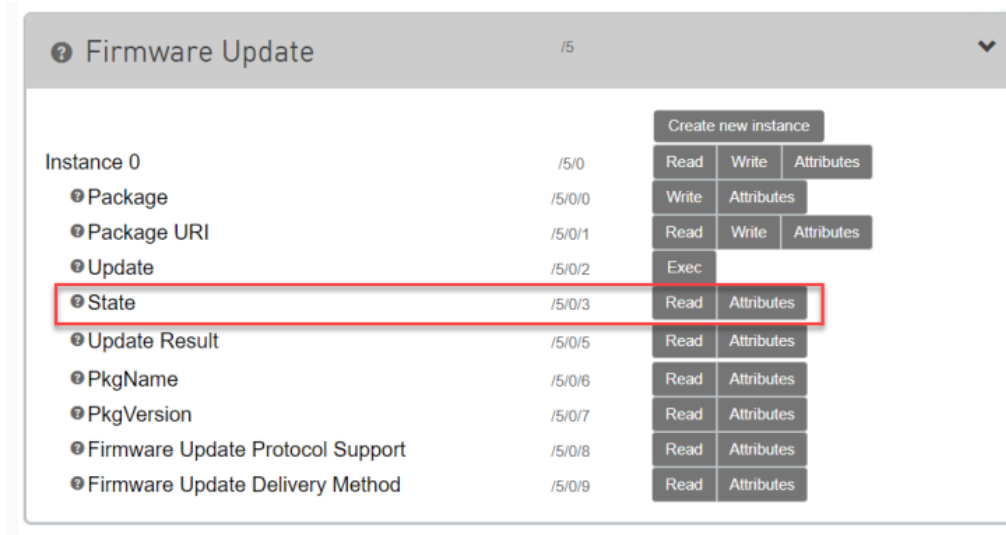 Firmware Update /5
Create new instance
Instance 0 /5/0 Read Write Attributes
Package /5/0/0 Write Attributes
Package URI /5/0/1 Read Write Attributes
Update /5/0/2 Exec
State /5/0/3 Read Attributes
Update Result /5/0/5 Read Attributes
PkgName /5/0/6 Read Attributes
PkgVersion /5/0/7 Read Attributes
Firmware Update Protocol Support /5/0/8 Read Attributes
Firmware Update Delivery Method /5/0/9 Read Attributes